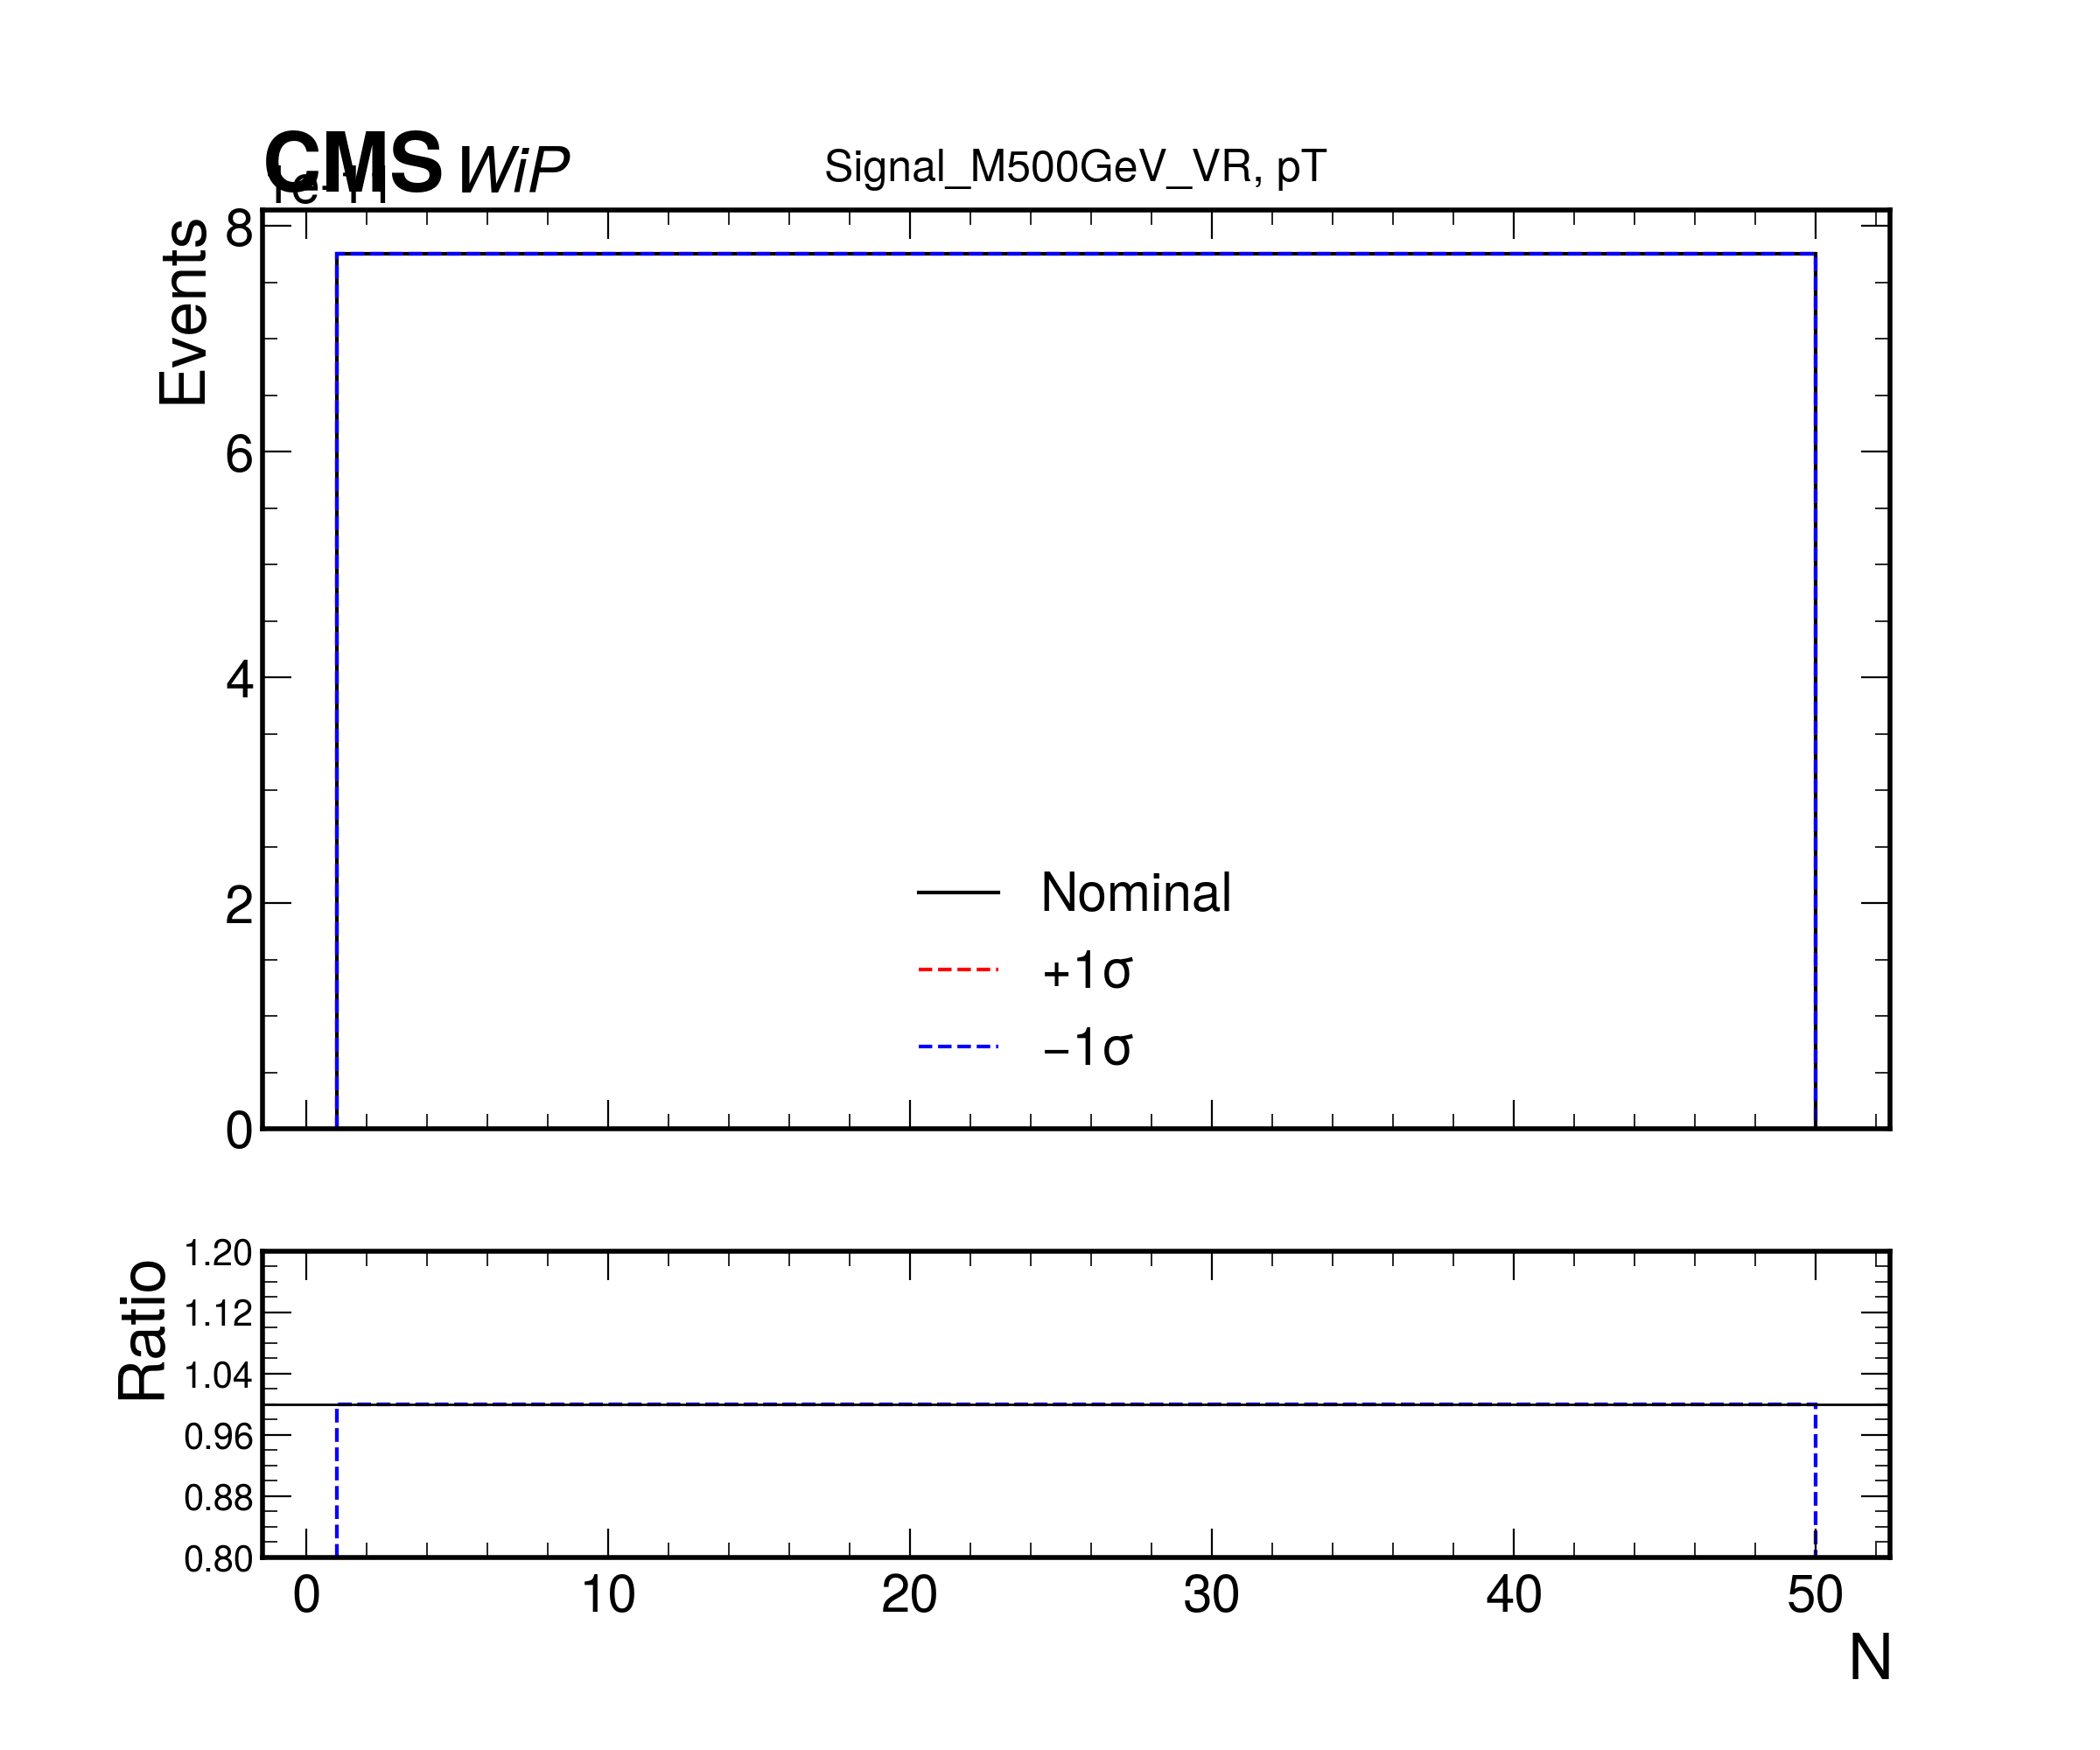 CMS WiP
Signal_M500GeV_VR, pT
Events
8
6
4
2
0
Nominal
+1σ
−1σ
Ratio
1.20
1.12
1.04
0.96
0.88
0.80
0 10 20 30 40 50
N